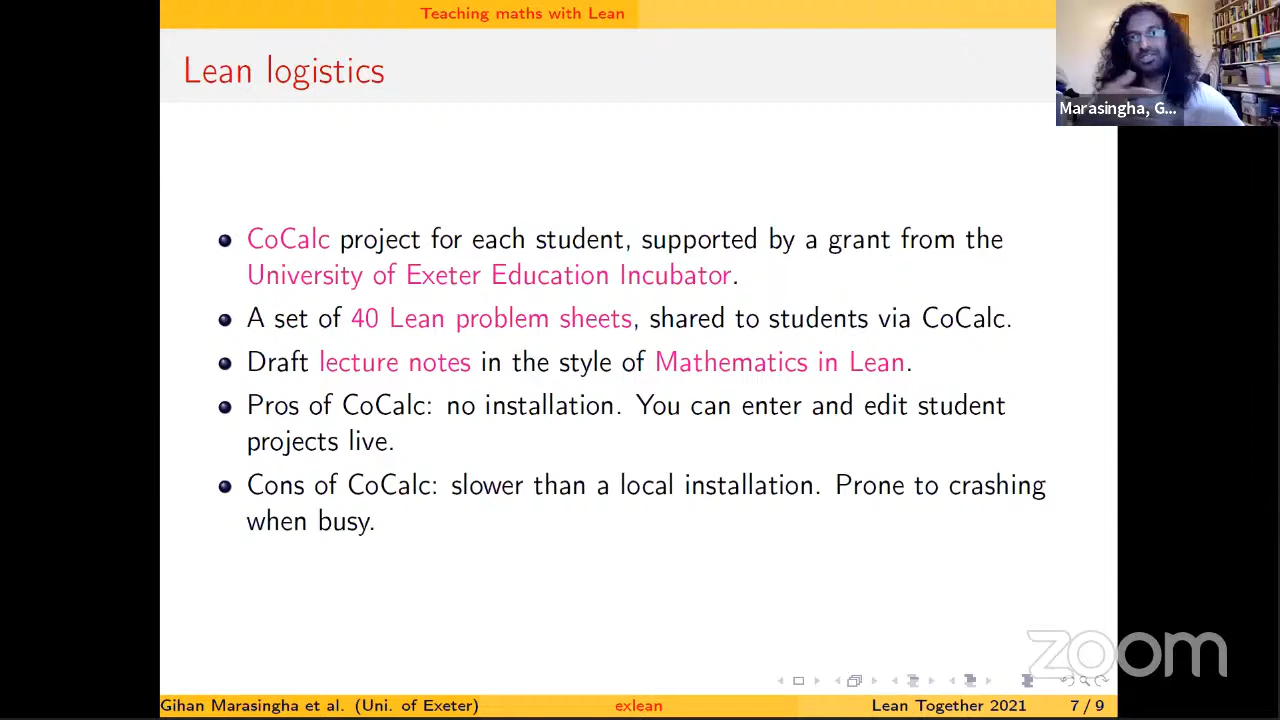 Teaching maths with Lean
Lean logistics
Marasingha, G...
CoCalc project for each student, supported by a grant from the
University of Exeter Education Incubator.
A set of 40 Lean problem sheets, shared to students via CoCalc.
Draft lecture notes in the style of Mathematics in Lean.
Pros of CoCalc: no installation. You can enter and edit student
projects live.
Cons of CoCalc: slower than a local installation. Prone to crashing
when busy.
zoom
Gihan Marasingha et al. (Uni. of Exeter) exlean Lean Together 2021 7 / 9